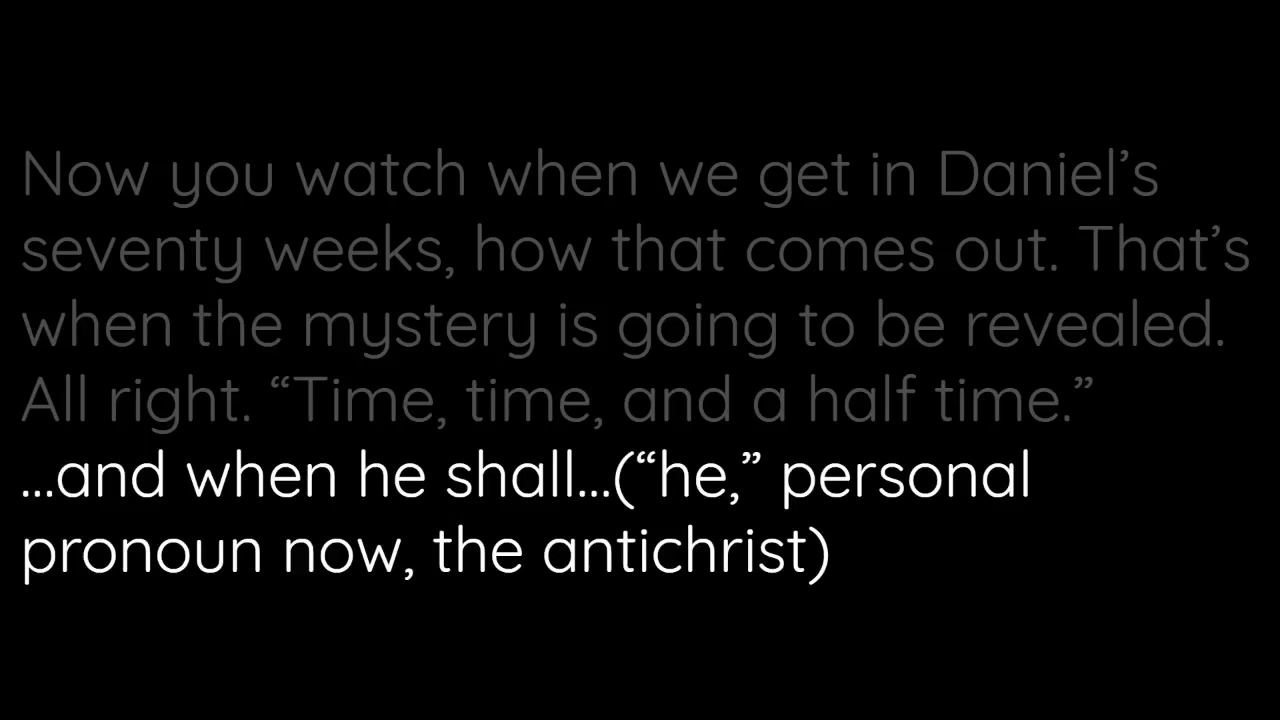 Now you watch when we get in Daniel’s
seventy weeks, how that comes out. That’s
when the mystery is going to be revealed.
All right. “Time, time, and a half time.”
...and when he shall...(“he,” personal
pronoun now, the antichrist)